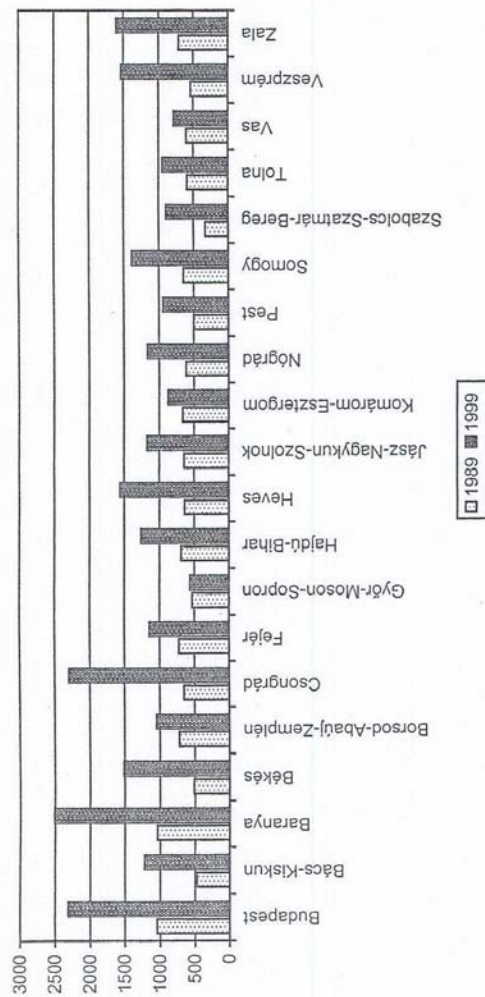 3000
2500
2000
1500
1000
500
0
Budapest
Bács-Kiskun
Baranya
Békés
Borsod-Abaúj-Zemplén
Csongrád
Fejér
Győr-Moson-Sopron
Hajdú-Bihar
Heves
Jász-Nagykun-Szolnok
Komárom-Esztergom
Nógrád
Pest
Somogy
Szabolcs-Szatmár-Bereg
Tolna
Vas
Veszprém
Zala
1989 1999